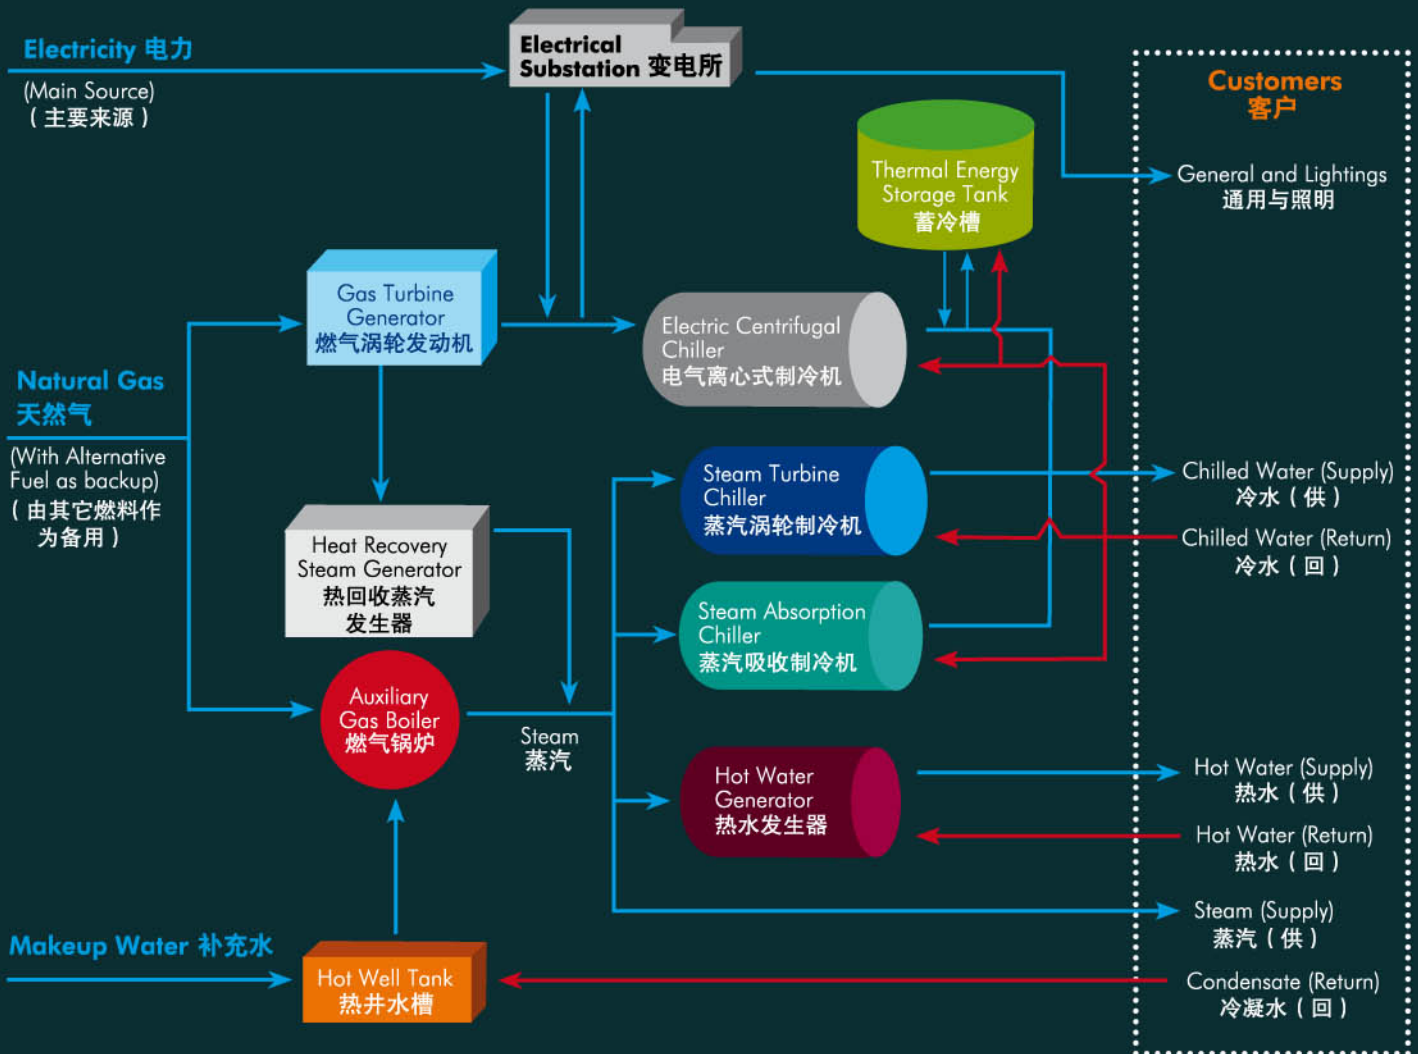 Electricity 电力
(Main Source)
（主要来源）
Electrical
Substation 变电所
Customers
客户
Thermal Energy
Storage Tank
蓄冷槽
General and Lightings
通用与照明
Gas Turbine
Generator
燃气涡轮发动机
Electric Centrifugal
Chiller
电气离心式制冷机
Natural Gas
天然气
(With Alternative
Fuel as backup)
（由其它燃料作
为备用）
Steam Turbine
Chiller
蒸汽涡轮制冷机
Chilled Water (Supply)
冷水（供）
Chilled Water (Return)
冷水（回）
Heat Recovery
Steam Generator
热回收蒸汽
发生器
Steam Absorption
Chiller
蒸汽吸收制冷机
Auxiliary
Gas Boiler
燃气锅炉
Steam
蒸汽
Hot Water
Generator
热水发生器
Hot Water (Supply)
热水（供）
Hot Water (Return)
热水（回）
Steam (Supply)
蒸汽（供）
Makeup Water 补充水
Hot Well Tank
热井水槽
Condensate (Return)
冷凝水（回）